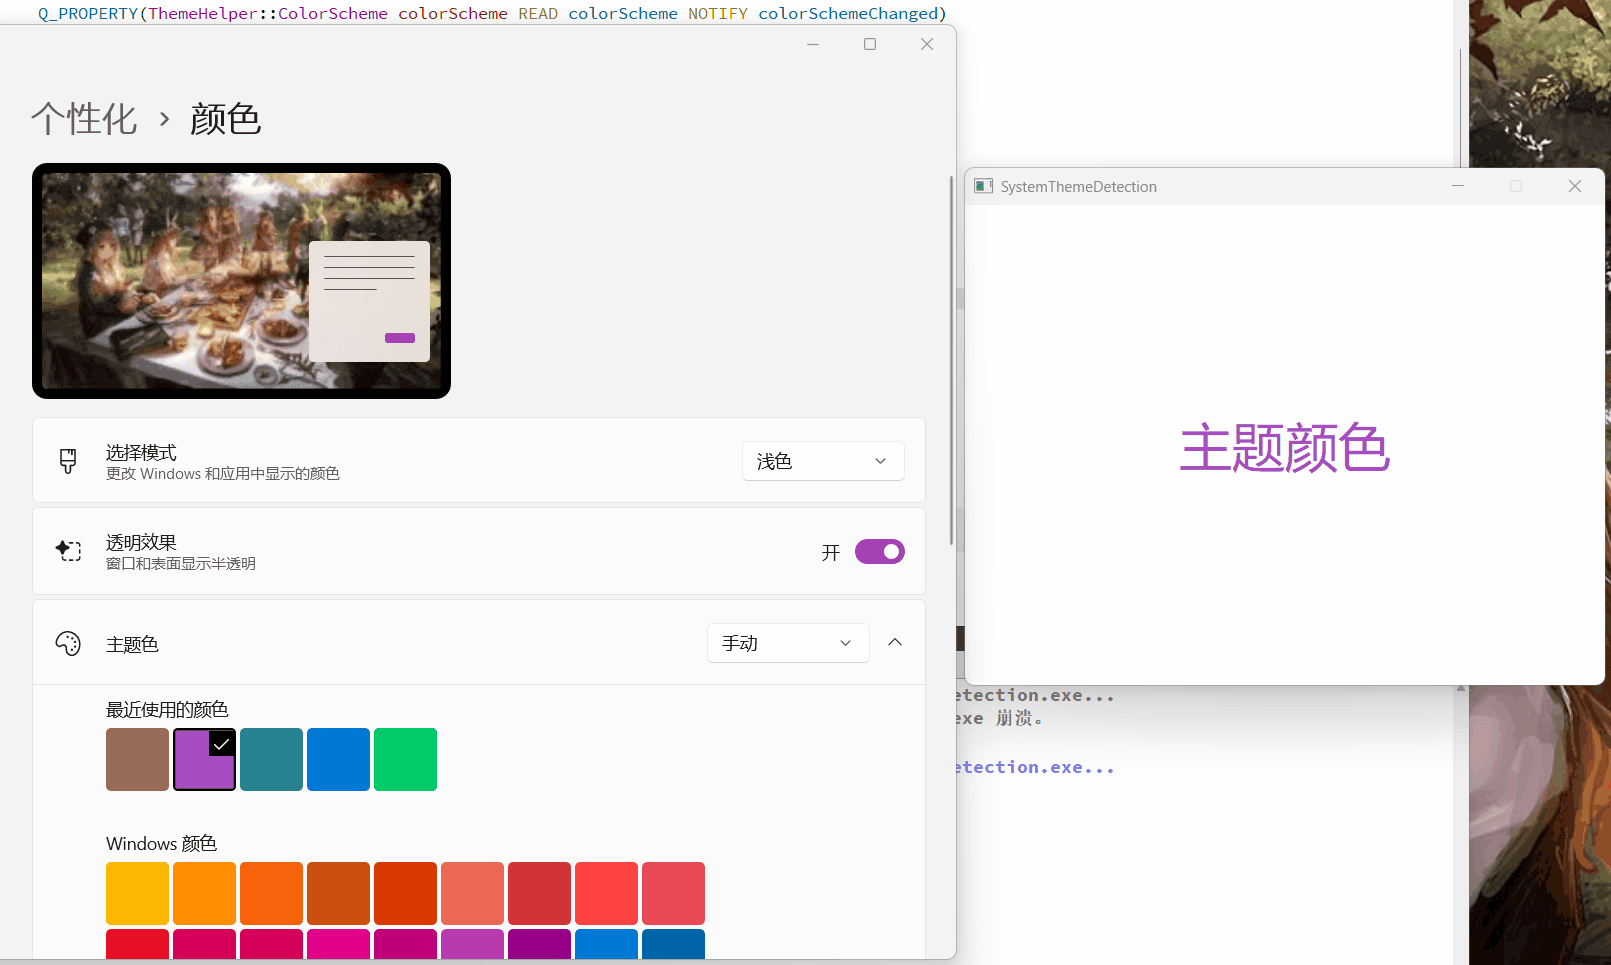 Q_PROPERTY(ThemeHelper::ColorScheme colorScheme READ colorScheme NOTIFY colorSchemeChanged)
个性化 › 颜色
选择模式
更改 Windows 和应用中显示的颜色
浅色
透明效果
窗口和表面显示半透明
开
主题色
手动
最近使用的颜色
Windows 颜色
SystemThemeDetection
主题颜色
etection.exe...
exe 崩溃。
etection.exe...